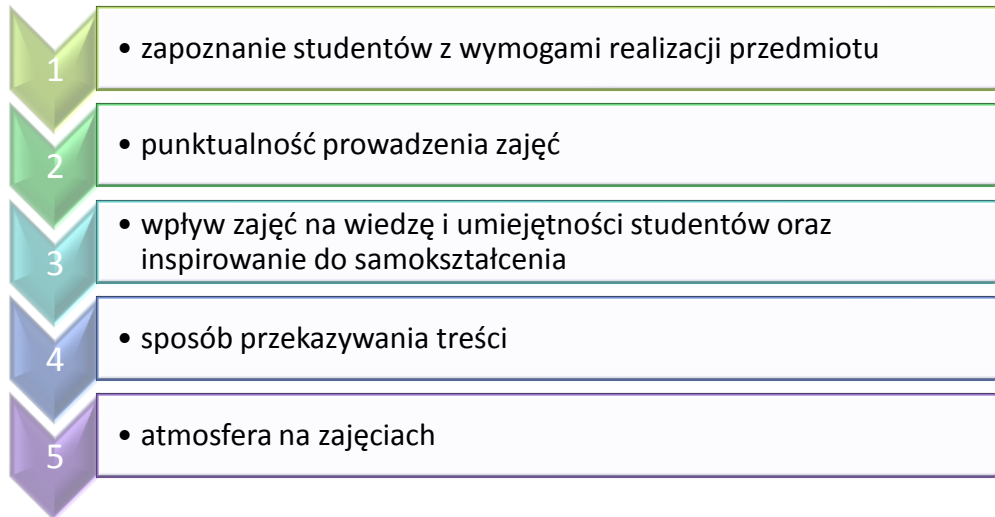 1
• zapoznanie studentów z wymogami realizacji przedmiotu
2
• punktualność prowadzenia zajęć
3
• wpływ zajęć na wiedzę i umiejętności studentów oraz
inspirowanie do samokształcenia
4
• sposób przekazywania treści
5
• atmosfera na zajęciach